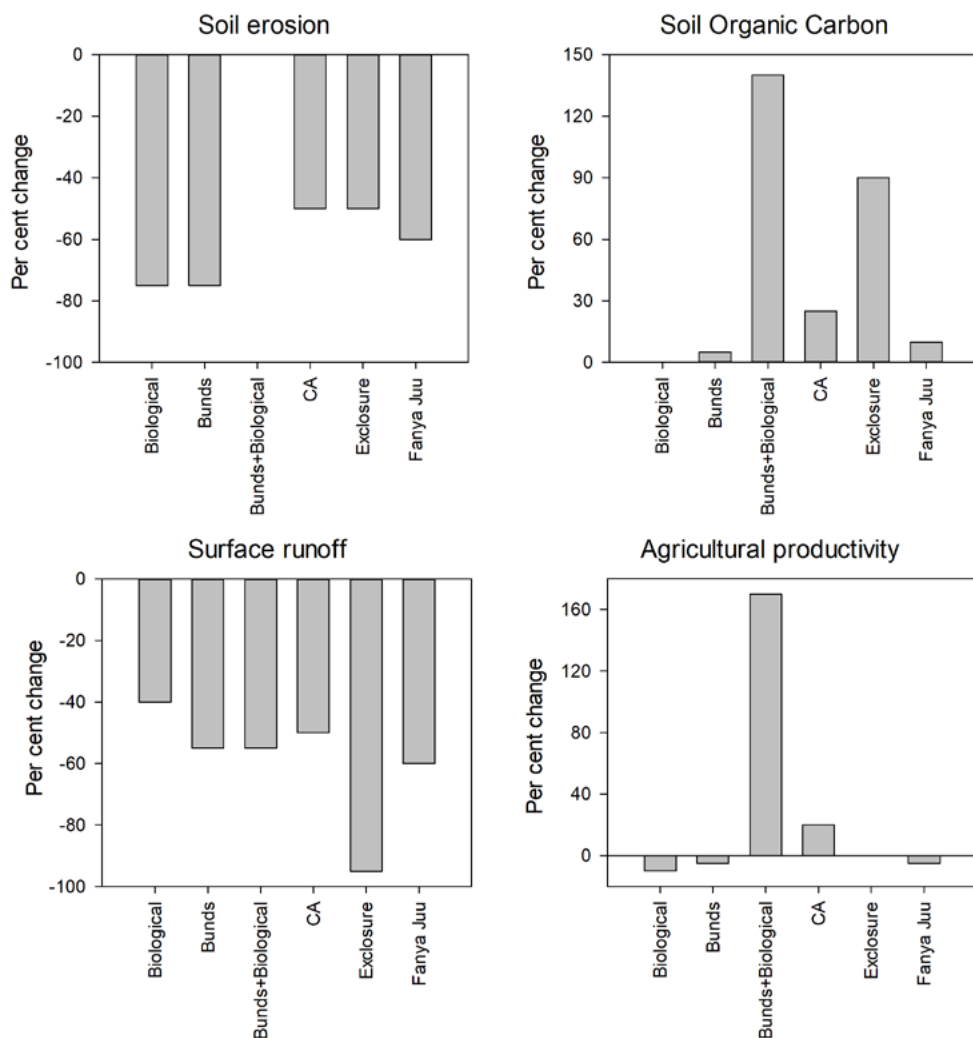 Soil erosion
Per cent change
0
-20
-40
-60
-80
-100
Biological
Bunds
Bunds+Biological
CA
Exclosure
Fanya Juu
Soil Organic Carbon
Per cent change
150
120
90
60
30
0
Biological
Bunds
Bunds+Biological
CA
Exclosure
Fanya Juu
Surface runoff
Per cent change
0
-20
-40
-60
-80
-100
Biological
Bunds
Bunds+Biological
CA
Exclosure
Fanya Juu
Agricultural productivity
Per cent change
160
120
80
40
0
Biological
Bunds
Bunds+Biological
CA
Exclosure
Fanya Juu